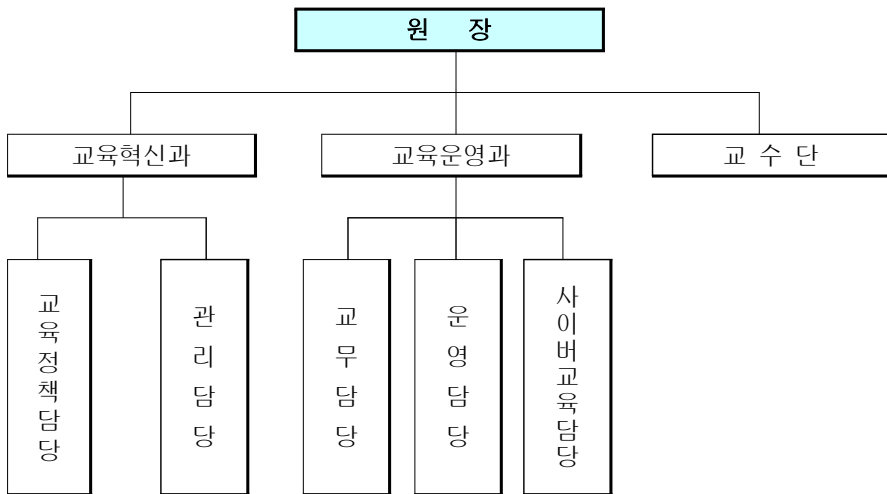 원 장
교육혁신과
교육운영과
교 수 단
교육정책담당
관리담당
교무담당
운영담당
사이버교육담당